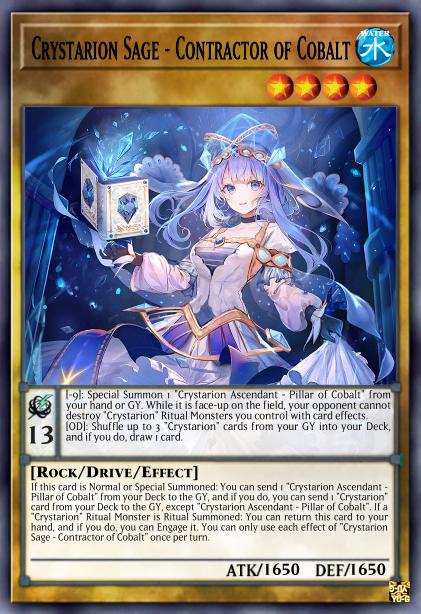 Crystarion Sage - Contractor of Cobalt
WATER
水
[-9]: Special Summon 1 "Crystarion Ascendant - Pillar of Cobalt" from
your hand or GY. While it is face-up on the field, your opponent cannot
destroy "Crystarion" Ritual Monsters you control with card effects.
[OD]: Shuffle up to 3 "Crystarion" cards from your GY into your Deck,
and if you do, draw 1 card.
13
[Rock/Drive/Effect]
If this card is Normal or Special Summoned: You can send 1 "Crystarion Ascendant -
Pillar of Cobalt" from your Deck to the GY, and if you do, you can send 1 "Crystarion"
card from your Deck to the GY, except "Crystarion Ascendant - Pillar of Cobalt". If a
"Crystarion" Ritual Monster is Ritual Summoned: You can return this card to your
hand, and if you do, you can Engage it. You can only use each effect of "Crystarion
Sage - Contractor of Cobalt" once per turn.
ATK/1650 DEF/1650